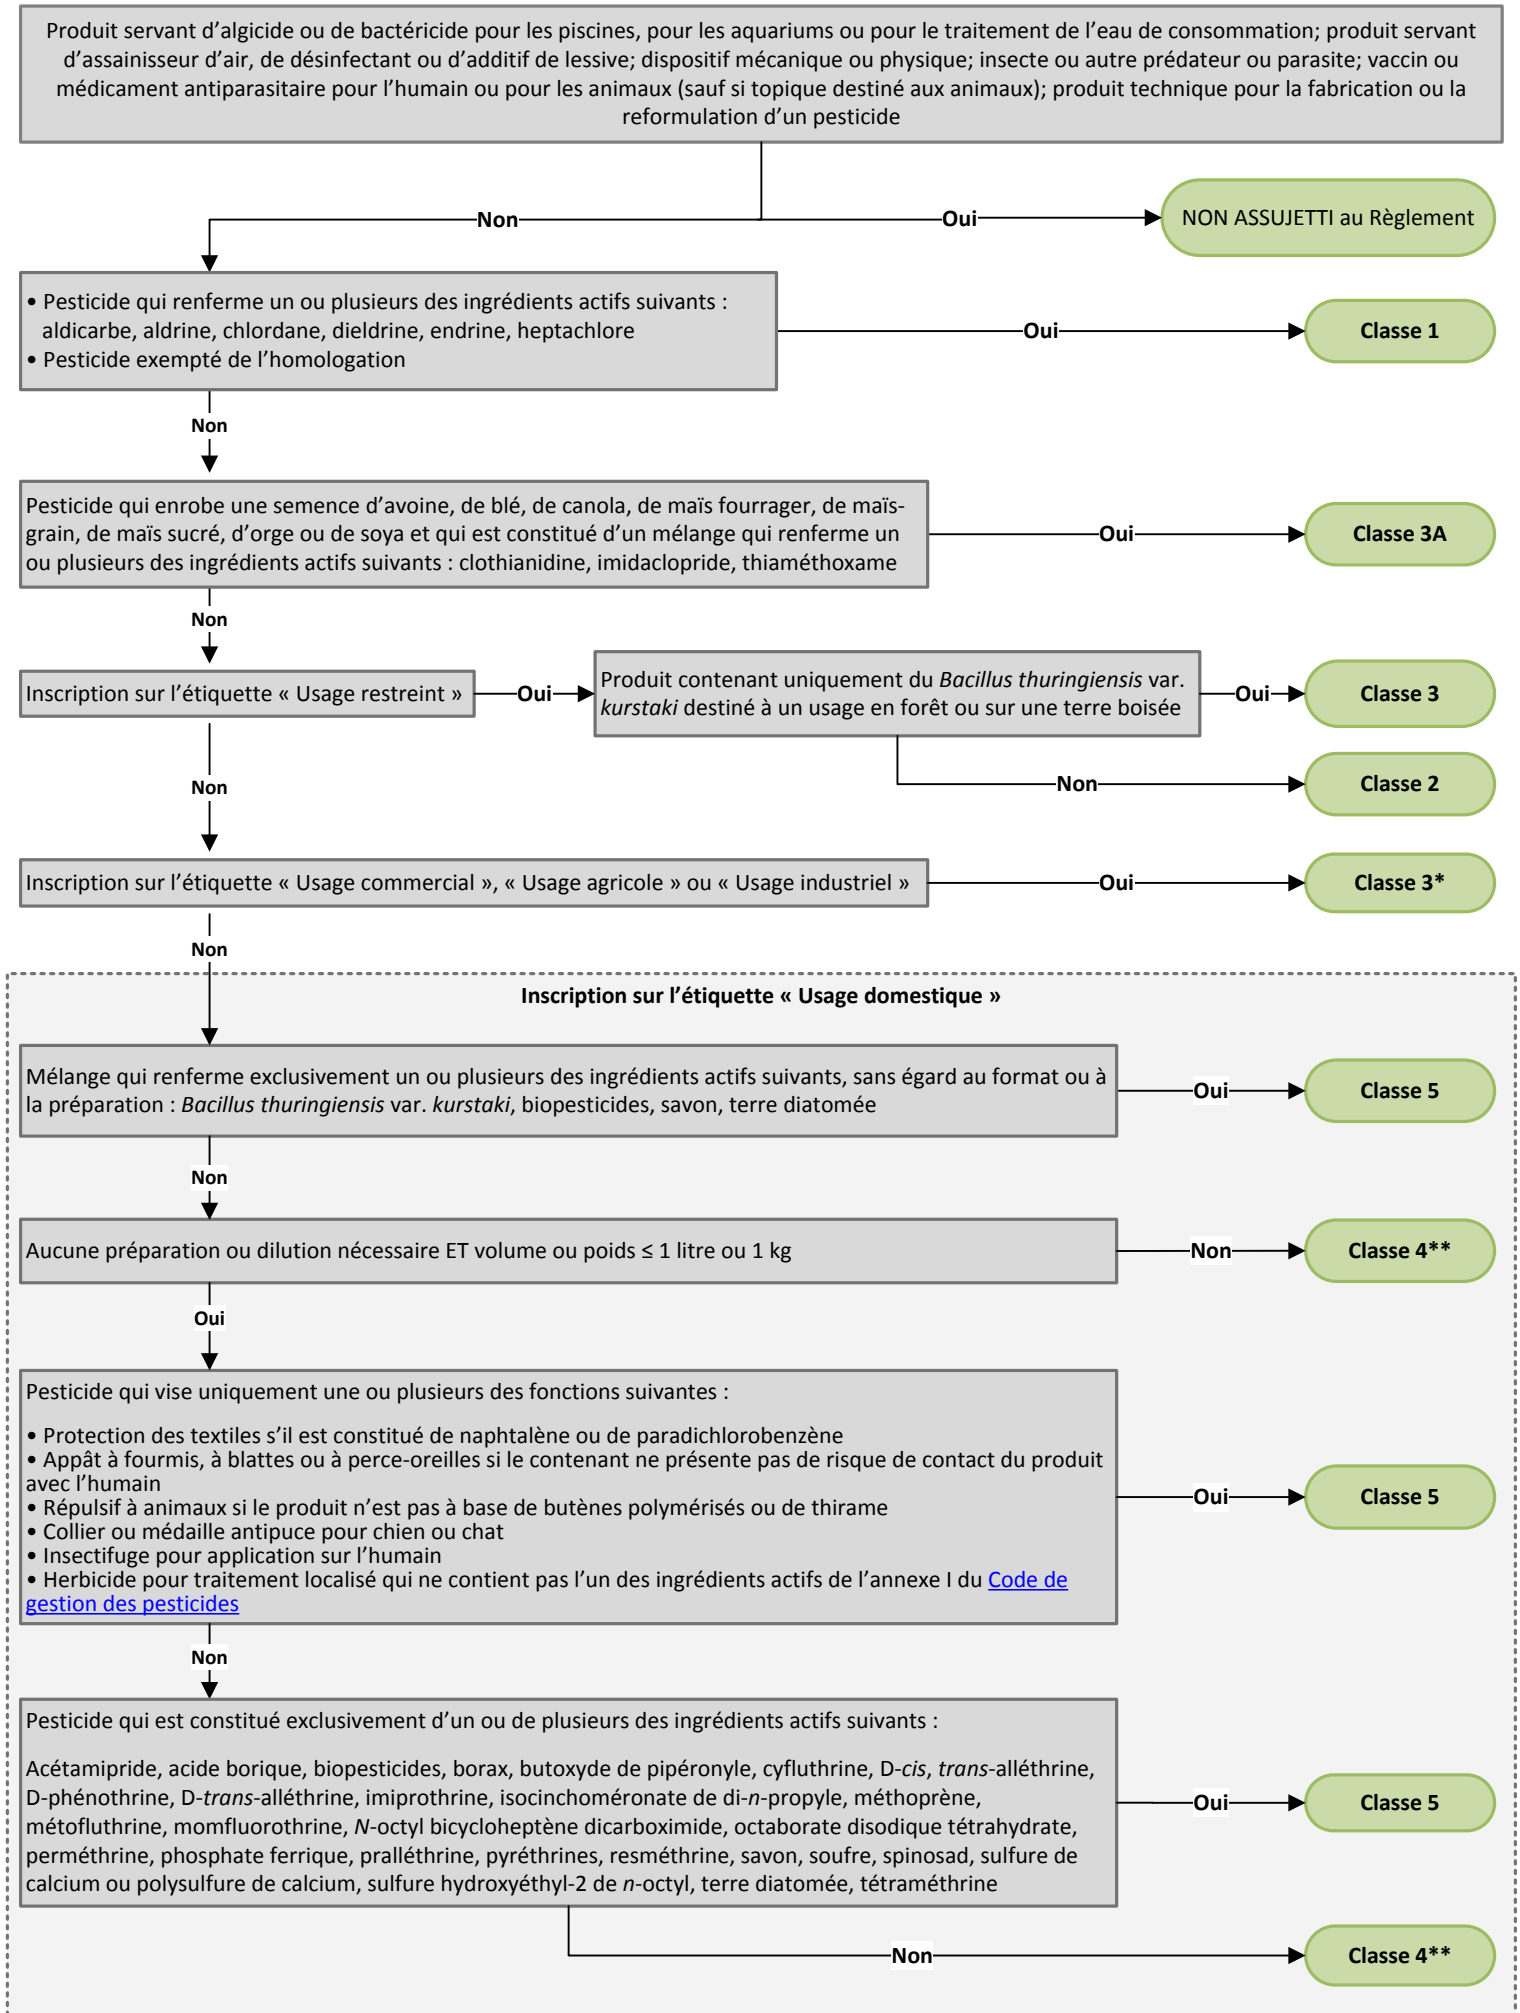 Produit servant d’algicide ou de bactéricide pour les piscines, pour les aquariums ou pour le traitement de l’eau de consommation; produit servant
d’assainisseur d’air, de désinfectant ou d’additif de lessive; dispositif mécanique ou physique; insecte ou autre prédateur ou parasite; vaccin ou
médicament antiparasitaire pour l’humain ou pour les animaux (sauf si topique destiné aux animaux); produit technique pour la fabrication ou la
reformulation d’un pesticide
Non
Oui
NON ASSUJETTI au Règlement
• Pesticide qui renferme un ou plusieurs des ingrédients actifs suivants :
aldicarbe, aldrine, chlordane, dieldrine, endrine, heptachlore
• Pesticide exempté de l’homologation
Oui
Classe 1
Non
Pesticide qui enrobe une semence d’avoine, de blé, de canola, de maïs fourrager, de maïs-
grain, de maïs sucré, d’orge ou de soya et qui est constitué d’un mélange qui renferme un
ou plusieurs des ingrédients actifs suivants : clothianidine, imidaclopride, thiaméthoxame
Oui
Classe 3A
Non
Inscription sur l’étiquette « Usage restreint »
Oui
Produit contenant uniquement du Bacillus thuringiensis var.
kurstaki destiné à un usage en forêt ou sur une terre boisée
Oui
Classe 3
Non
Classe 2
Non
Inscription sur l’étiquette « Usage commercial », « Usage agricole » ou « Usage industriel »
Oui
Classe 3*
Non
Inscription sur l’étiquette « Usage domestique »
Mélange qui renferme exclusivement un ou plusieurs des ingrédients actifs suivants, sans égard au format ou à
la préparation : Bacillus thuringiensis var. kurstaki, biopesticides, savon, terre diatomée
Oui
Classe 5
Non
Aucune préparation ou dilution nécessaire ET volume ou poids ≤ 1 litre ou 1 kg
Non
Classe 4**
Oui
Pesticide qui vise uniquement une ou plusieurs des fonctions suivantes :
• Protection des textiles s’il est constitué de naphtalène ou de paradichlorobenzène
• Appât à fourmis, à blattes ou à perce-oreilles si le contenant ne présente pas de risque de contact du produit
avec l’humain
• Répulsif à animaux si le produit n’est pas à base de butènes polymérisés ou de thirame
• Collier ou médaille antipuce pour chien ou chat
• Insectifuge pour application sur l’humain
• Herbicide pour traitement localisé qui ne contient pas l’un des ingrédients actifs de l’annexe I du Code de
gestion des pesticides
Oui
Classe 5
Non
Pesticide qui est constitué exclusivement d’un ou de plusieurs des ingrédients actifs suivants :
Acétamipride, acide borique, biopesticides, borax, butoxyde de pipéronyle, cyfluthrine, D-cis, trans-alléthrine,
D-phénothrine, D-trans-alléthrine, imiprothrine, isocinchoméronate de di-n-propyle, méthoprène,
métofluthrine, momfluorothrine, N-octyl bicycloheptène dicarboximide, octaborate disodique tétrahydrate,
perméthrine, phosphate ferrique, pralléthrine, pyréthrines, resméthrine, savon, soufre, spinosad, sulfure de
calcium ou polysulfure de calcium, sulfure hydroxyéthyl-2 de n-octyl, terre diatomée, tétraméthrine
Oui
Classe 5
Non
Classe 4**